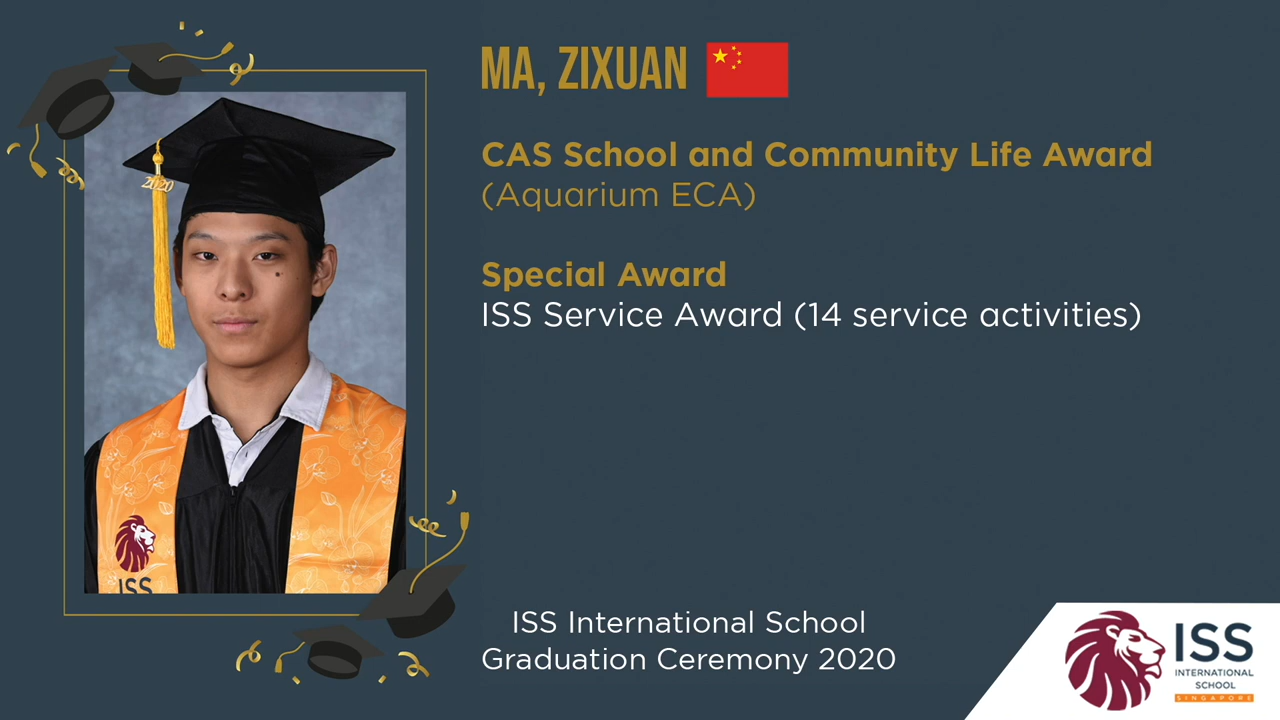 MA, ZIXUAN
CAS School and Community Life Award
(Aquarium ECA)
Special Award
ISS Service Award (14 service activities)
2020
ISS
ISS International School
Graduation Ceremony 2020
ISS
INTERNATIONAL
SCHOOL
SINGAPORE